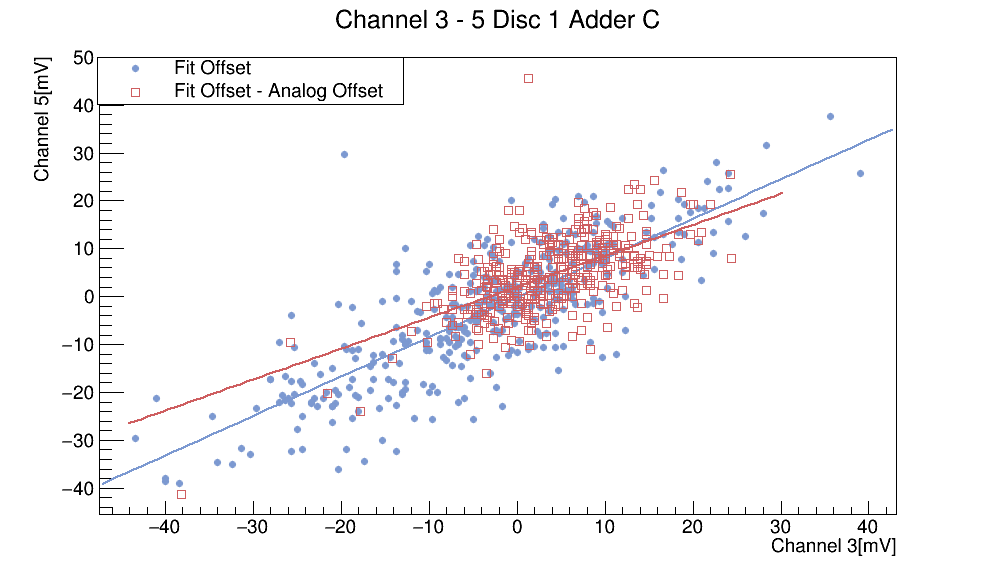 Channel 3 - 5 Disc 1 Adder C
Fit Offset
Fit Offset - Analog Offset
Channel 5[mV]
50
40
30
20
10
0
−10
−20
−30
−40
−40 −30 −20 −10 0 10 20 30 40
Channel 3[mV]